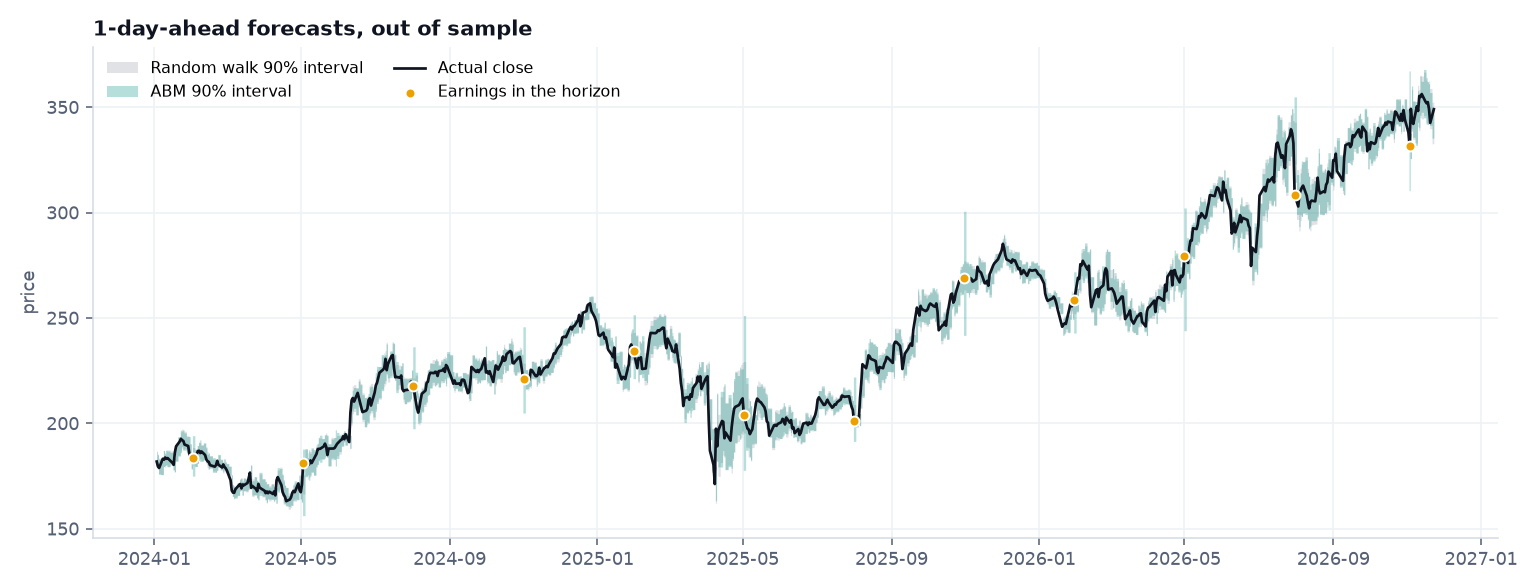 1-day-ahead forecasts, out of sample
Random walk 90% interval
ABM 90% interval
Actual close
Earnings in the horizon
price
350
300
250
200
150
2024-01
2024-05
2024-09
2025-01
2025-05
2025-09
2026-01
2026-05
2026-09
2027-01